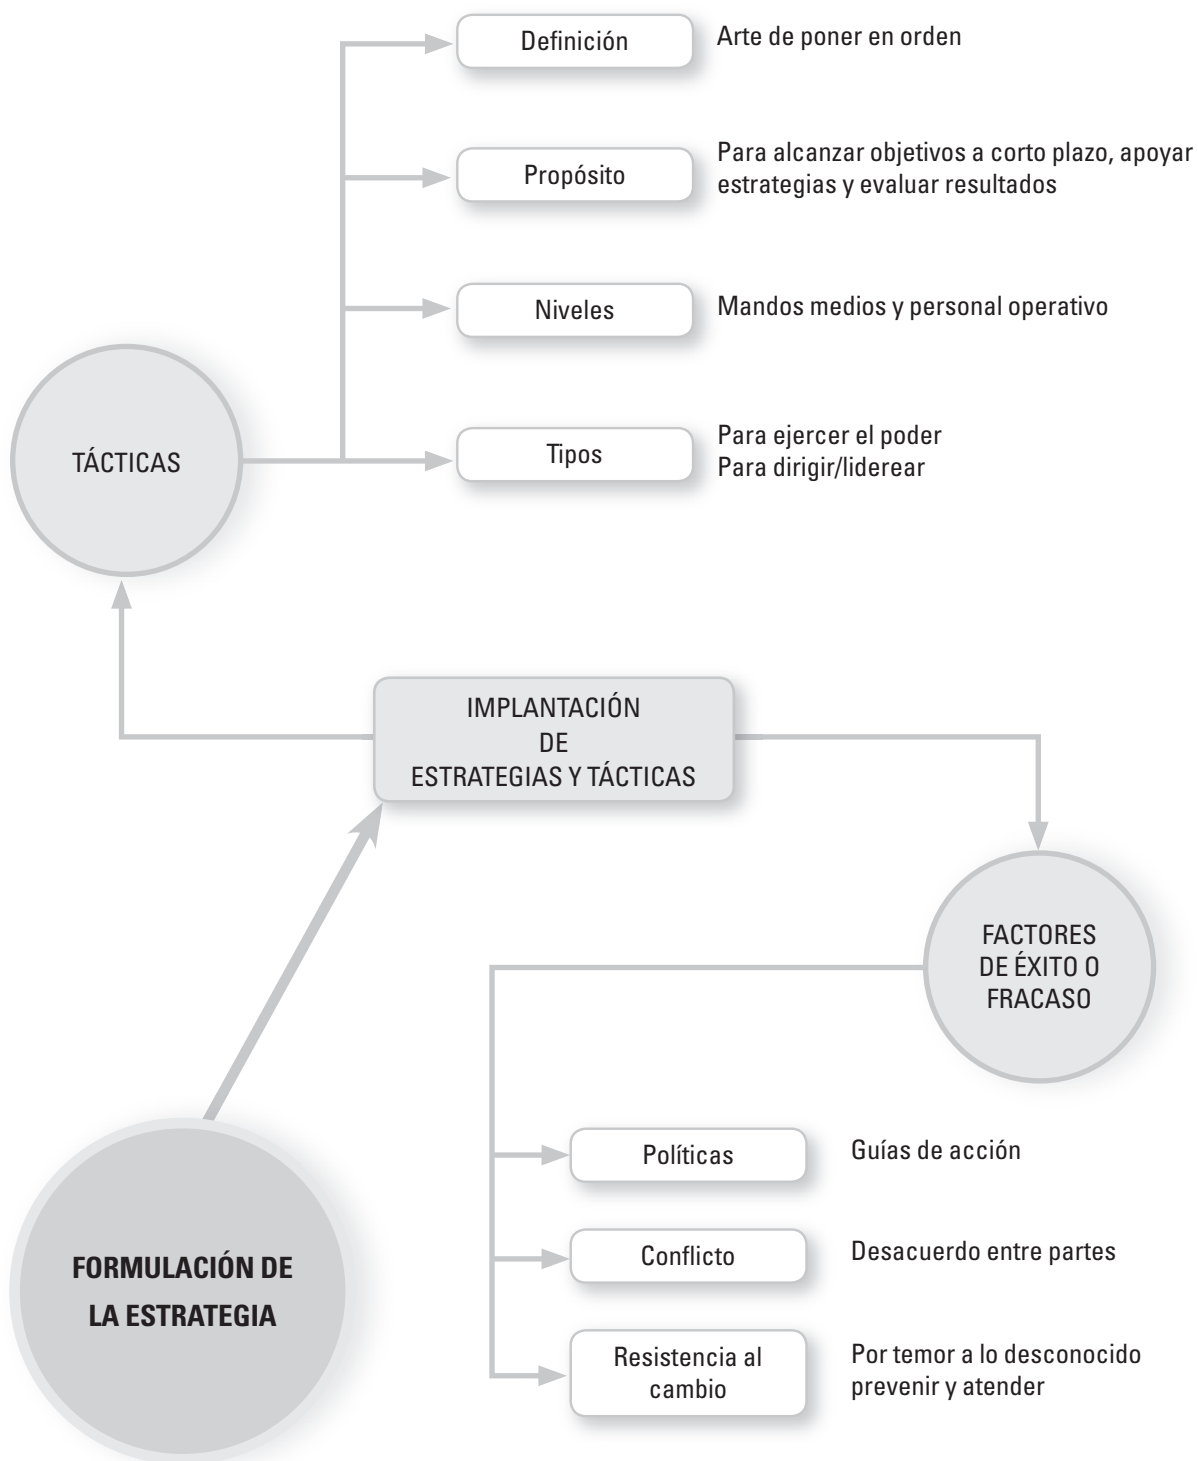 Definición
Arte de poner en orden
Propósito
Para alcanzar objetivos a corto plazo, apoyar
estrategias y evaluar resultados
Niveles
Mandos medios y personal operativo
TÁCTICAS
Tipos
Para ejercer el poder
Para dirigir/liderear
IMPLANTACIÓN
DE
ESTRATEGIAS Y TÁCTICAS
FACTORES
DE ÉXITO O
FRACASO
Políticas
Guías de acción
Conflicto
Desacuerdo entre partes
Resistencia al
cambio
Por temor a lo desconocido
prevenir y atender
FORMULACIÓN DE
LA ESTRATEGIA